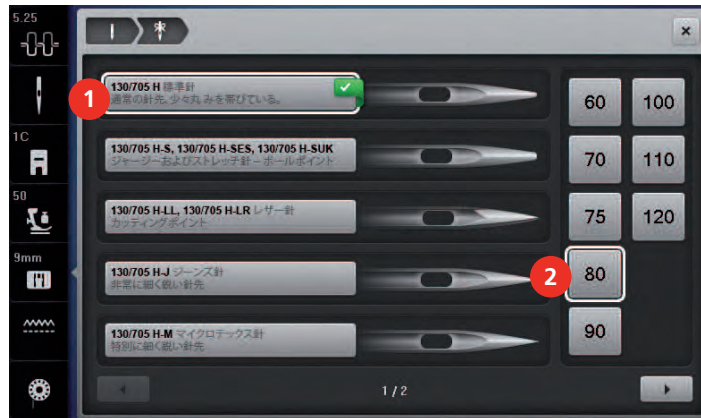 5.25
×
1
130/705 H 標準針
通常の針先、少々丸 みを帯びている。
60 100
1C
130/705 H-S, 130/705 H-SES, 130/705 H-SUK
ジャージーおよびストレッチ針 – ボールポイント
70 110
50
130/705 H-LL, 130/705 H-LR レザー針
カッティングポイント
75 120
9mm
130/705 H-J ジーンズ針
非常に細く鋭い針先
2
80
130/705 H-M マイクロテックス針
特別に細く鋭い針先
90
1 / 2